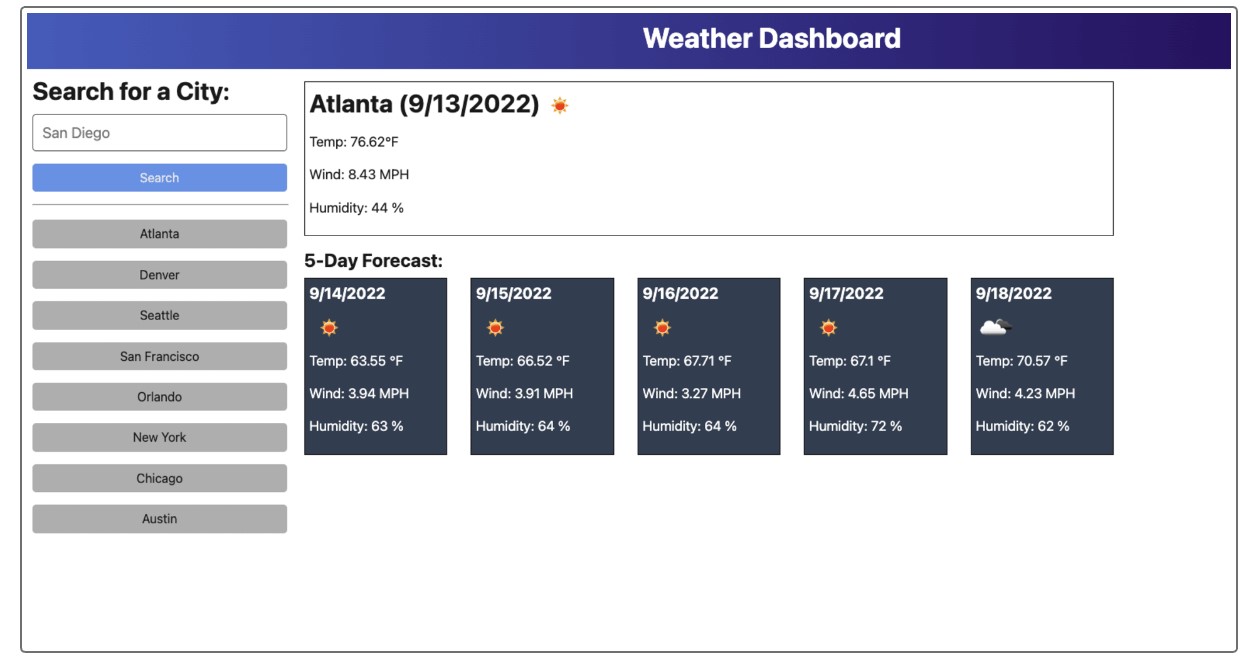 Weather Dashboard
Search for a City:
San Diego
Search
Atlanta
Denver
Seattle
San Francisco
Orlando
New York
Chicago
Austin
Atlanta (9/13/2022)
Temp: 76.62°F
Wind: 8.43 MPH
Humidity: 44 %
5-Day Forecast:
9/14/2022
Temp: 63.55 °F
Wind: 3.94 MPH
Humidity: 63 %
9/15/2022
Temp: 66.52 °F
Wind: 3.91 MPH
Humidity: 64 %
9/16/2022
Temp: 67.71 °F
Wind: 3.27 MPH
Humidity: 64 %
9/17/2022
Temp: 67.1 °F
Wind: 4.65 MPH
Humidity: 72 %
9/18/2022
Temp: 70.57 °F
Wind: 4.23 MPH
Humidity: 62 %